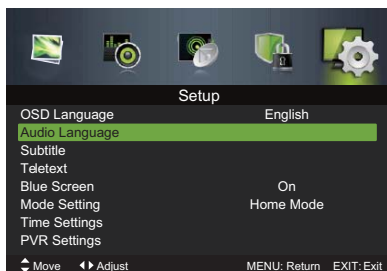 Setup
OSD Language English
Audio Language
Subtitle
Teletext
Blue Screen On
Mode Setting Home Mode
Time Settings
PVR Settings
Move Adjust MENU: Return EXIT: Exit